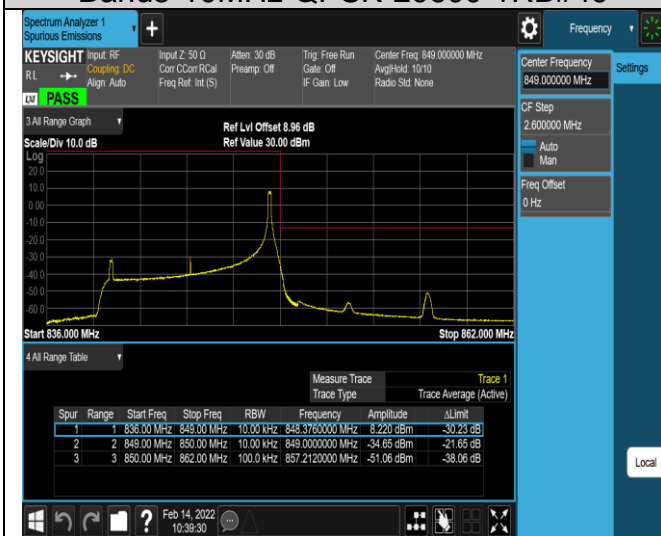 Spectrum Analyzer 1
Spurious Emissions
Frequency
KEYSIGHT
R L
LXI PASS
Input: RF
Coupling: DC
Align: Auto
Input Z: 50 Ω
Corr CCorr RCal
Freq Ref: Int (S)
Atten: 30 dB
Preamp: Off
Trig: Free Run
Gate: Off
IF Gain: Low
Center Freq: 849.000000 MHz
Avg|Hold: 10/10
Radio Std: None
Center Frequency
849.000000 MHz
Settings
CF Step
2.600000 MHz
Auto
Man
Freq Offset
0 Hz
3 All Range Graph
Scale/Div 10.0 dB
Ref Lvl Offset 8.96 dB
Ref Value 30.00 dBm
Log
20.0
10.0
0.00
-10.0
-20.0
-30.0
-40.0
-50.0
-60.0
Start 836.000 MHz
Stop 862.000 MHz
4 All Range Table
Measure Trace Trace 1
Trace Type Trace Average (Active)
Spur Range Start Freq Stop Freq RBW Frequency Amplitude ΔLimit
1 1 836.00 MHz 849.00 MHz 10.00 kHz 848.3760000 MHz 8.220 dBm -30.23 dB
2 2 849.00 MHz 850.00 MHz 10.00 kHz 849.0000000 MHz -34.65 dBm -21.65 dB
3 3 850.00 MHz 862.00 MHz 100.0 kHz 857.2120000 MHz -51.06 dBm -38.06 dB
Local
Feb 14, 2022
10:39:30